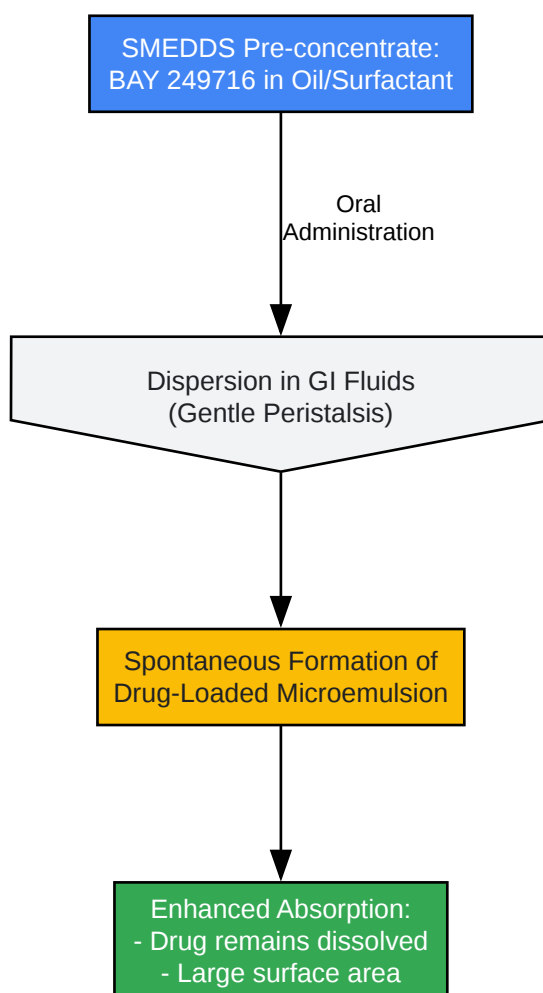 SMEDDS Pre-concentrate:
BAY 249716 in Oil/Surfactant
Oral
Administration
Dispersion in GI Fluids
(Gentle Peristalsis)
Spontaneous Formation of
Drug-Loaded Microemulsion
Enhanced Absorption:
- Drug remains dissolved
- Large surface area